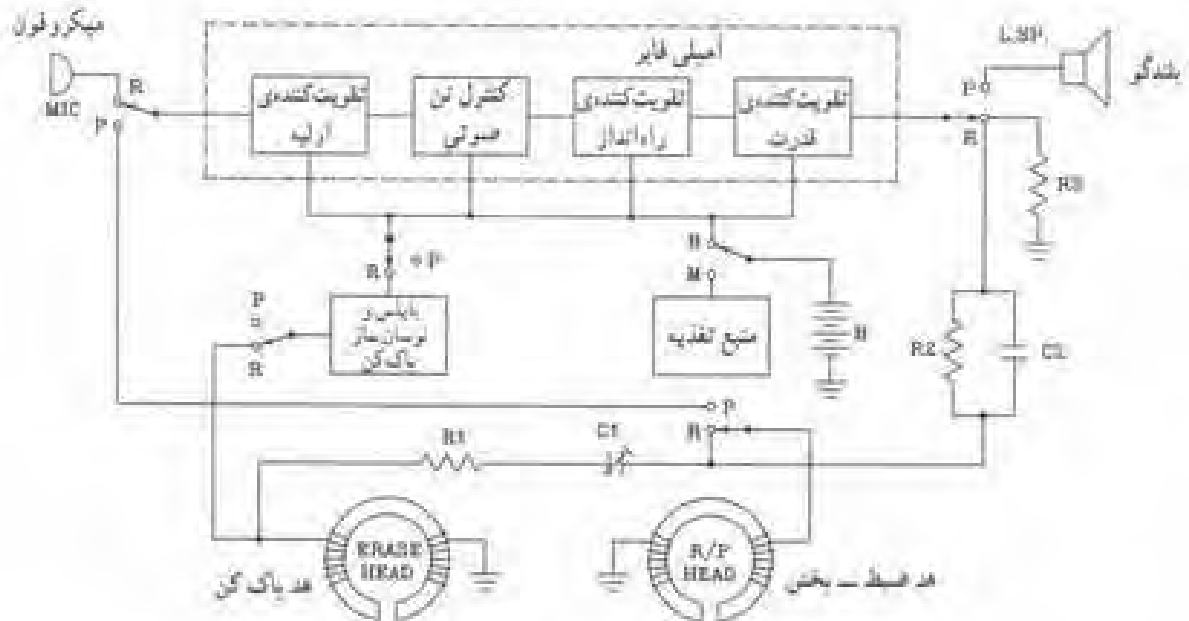 میکروفون
MIC
R
P
آمپلی فایر
تقویت‌کننده‌ی
اولیه
کنترل تن
صوتی
تقویت‌کننده‌ی
راه‌انداز
تقویت‌کننده‌ی
قدرت
LSP.
بلندگو
P
R
R3
R
P
بایاس و
نوسان‌ساز
پاک‌کن
P
R
B
M
منبع تغذیه
B
R2
C2
P
R
R1
C1
ERASE
HEAD
هد پاک کن
R/P
HEAD
هد ضبط ــ پخش